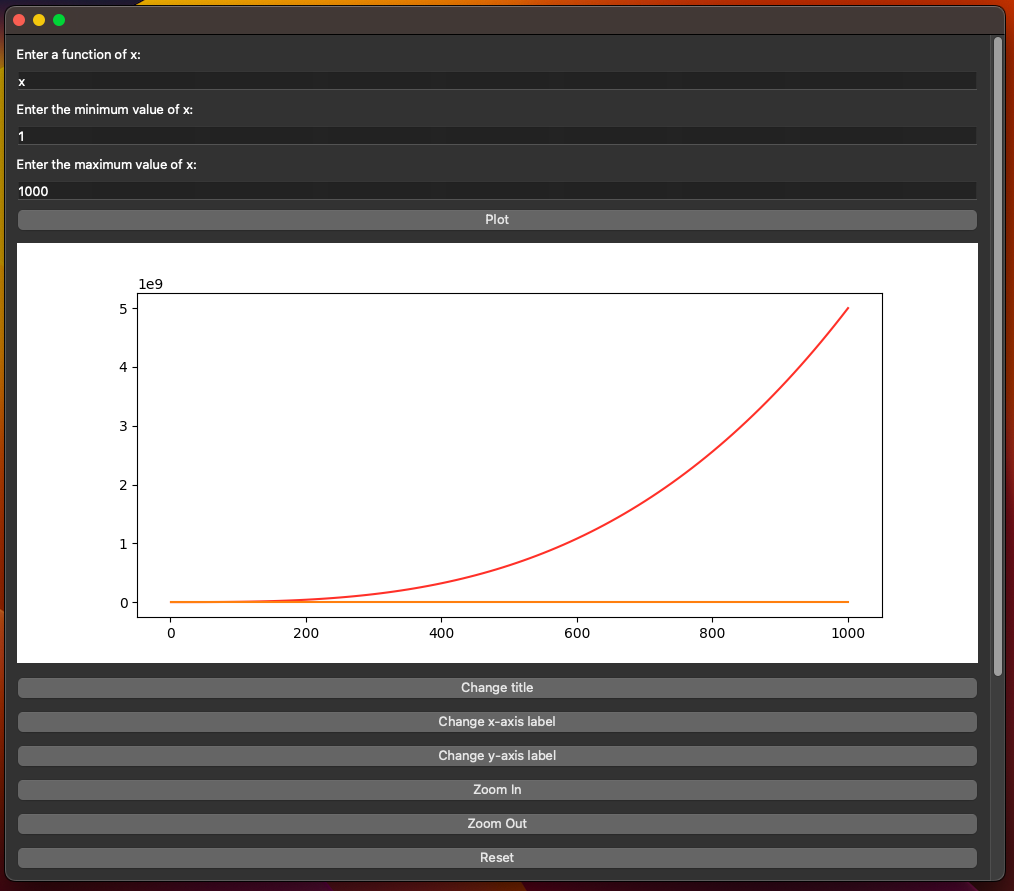 Enter a function of x:
x
Enter the minimum value of x:
1
Enter the maximum value of x:
1000
Plot
1e9
5
4
3
2
1
0
0 200 400 600 800 1000
Change title
Change x-axis label
Change y-axis label
Zoom In
Zoom Out
Reset